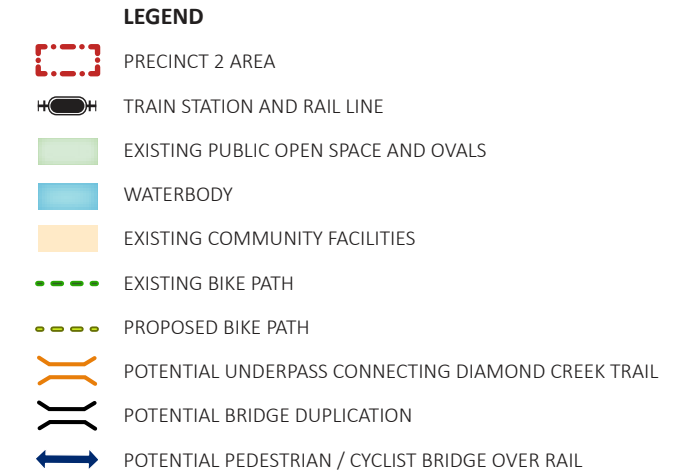 LEGEND
PRECINCT 2 AREA
TRAIN STATION AND RAIL LINE
EXISTING PUBLIC OPEN SPACE AND OVALS
WATERBODY
EXISTING COMMUNITY FACILITIES
EXISTING BIKE PATH
PROPOSED BIKE PATH
POTENTIAL UNDERPASS CONNECTING DIAMOND CREEK TRAIL
POTENTIAL BRIDGE DUPLICATION
POTENTIAL PEDESTRIAN / CYCLIST BRIDGE OVER RAIL